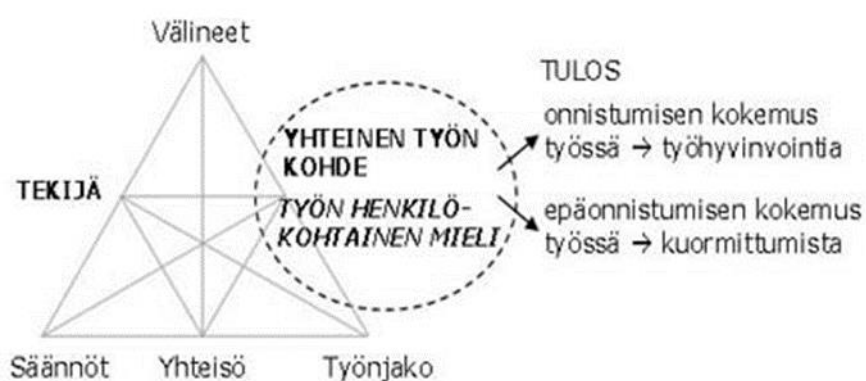 Välineet
TULOS
onnistumisen kokemus
työssä → työhyvinvointia
YHTEINEN TYÖN
KOHDE
TEKIJÄ
TYÖN HENKILÖ-
KOHTAINEN MIELI
epäonnistumisen kokemus
työssä → kuormittumista
Säännöt Yhteisö Työnjako